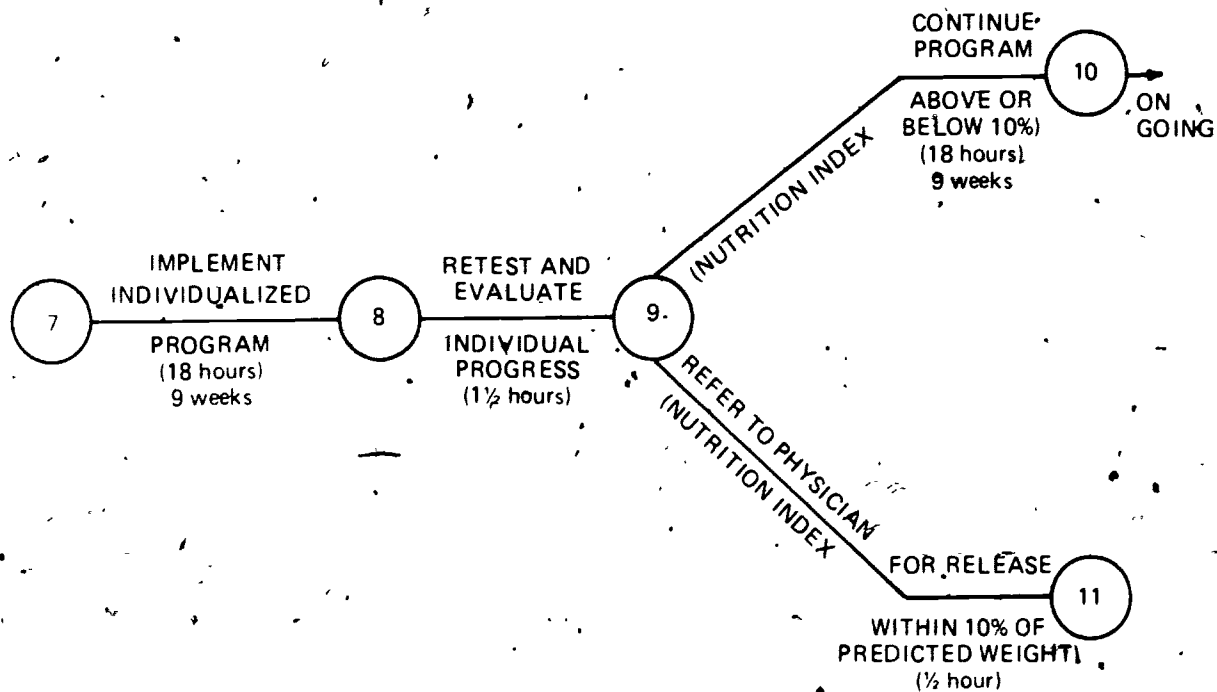 7
IMPLEMENT
INDIVIDUALIZED
PROGRAM
(18 hours)
9 weeks
8
RETEST AND
EVALUATE
INDIVIDUAL
PROGRESS
(1½ hours)
9
(NUTRITION INDEX
CONTINUE
PROGRAM
ABOVE OR
BELOW 10%)
(18 hours)
9 weeks
10
ON
GOING
REFER TO PHYSICIAN
(NUTRITION INDEX
FOR RELEASE
WITHIN 10% OF
PREDICTED WEIGHT)
(½ hour)
11